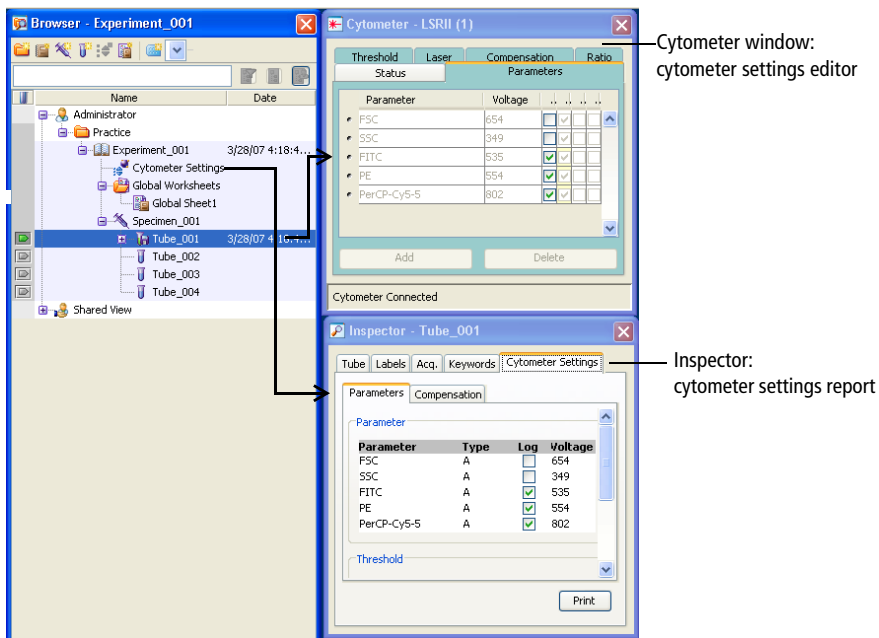 Browser - Experiment_001
Name Date
Administrator
Practice
Experiment_001 3/28/07 4:18:4...
Cytometer Settings
Global Worksheets
Global Sheet1
Specimen_001
Tube_001 3/28/07 4:18:4...
Tube_002
Tube_003
Tube_004
Shared View
Cytometer - LSRII (1)
Threshold Laser Compensation Ratio
Status Parameters
Parameter Voltage .. .. .. ..
FSC 654
SSC 349
FITC 535
PE 554
PerCP-Cy5-5 802
Add Delete
Cytometer Connected
Inspector - Tube_001
Tube Labels Acq. Keywords Cytometer Settings
Parameters Compensation
Parameter
Parameter Type Log Voltage
FSC A 654
SSC A 349
FITC A 535
PE A 554
PerCP-Cy5-5 A 802
Threshold
Print
Cytometer window:
cytometer settings editor
Inspector:
cytometer settings report